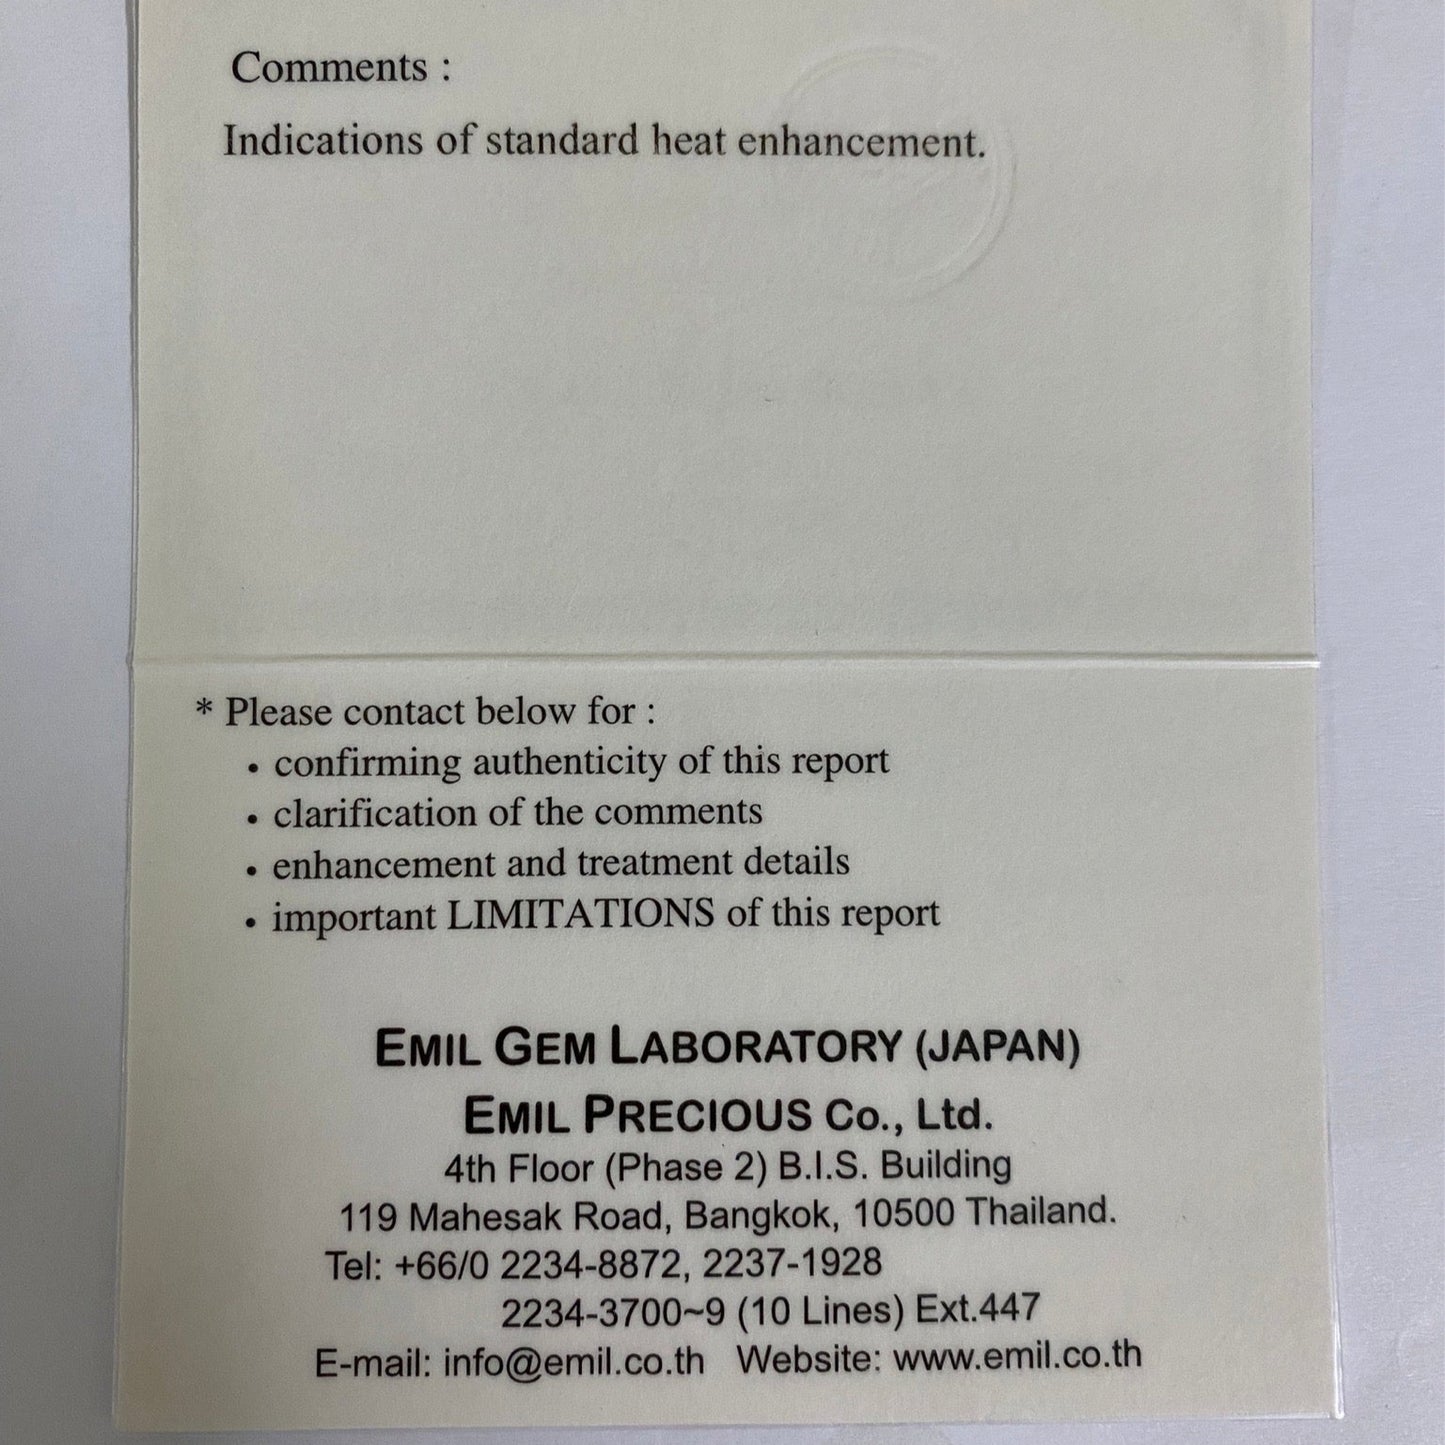 Comments :
Indications of standard heat enhancement.
* Please contact below for :
• confirming authenticity of this report
• clarification of the comments
• enhancement and treatment details
• important LIMITATIONS of this report
EMIL GEM LABORATORY (JAPAN)
EMIL PRECIOUS Co., Ltd.
4th Floor (Phase 2) B.I.S. Building
119 Mahesak Road, Bangkok, 10500 Thailand.
Tel: +66/0 2234-8872, 2237-1928
2234-3700~9 (10 Lines) Ext.447
E-mail: info@emil.co.th Website: www.emil.co.th